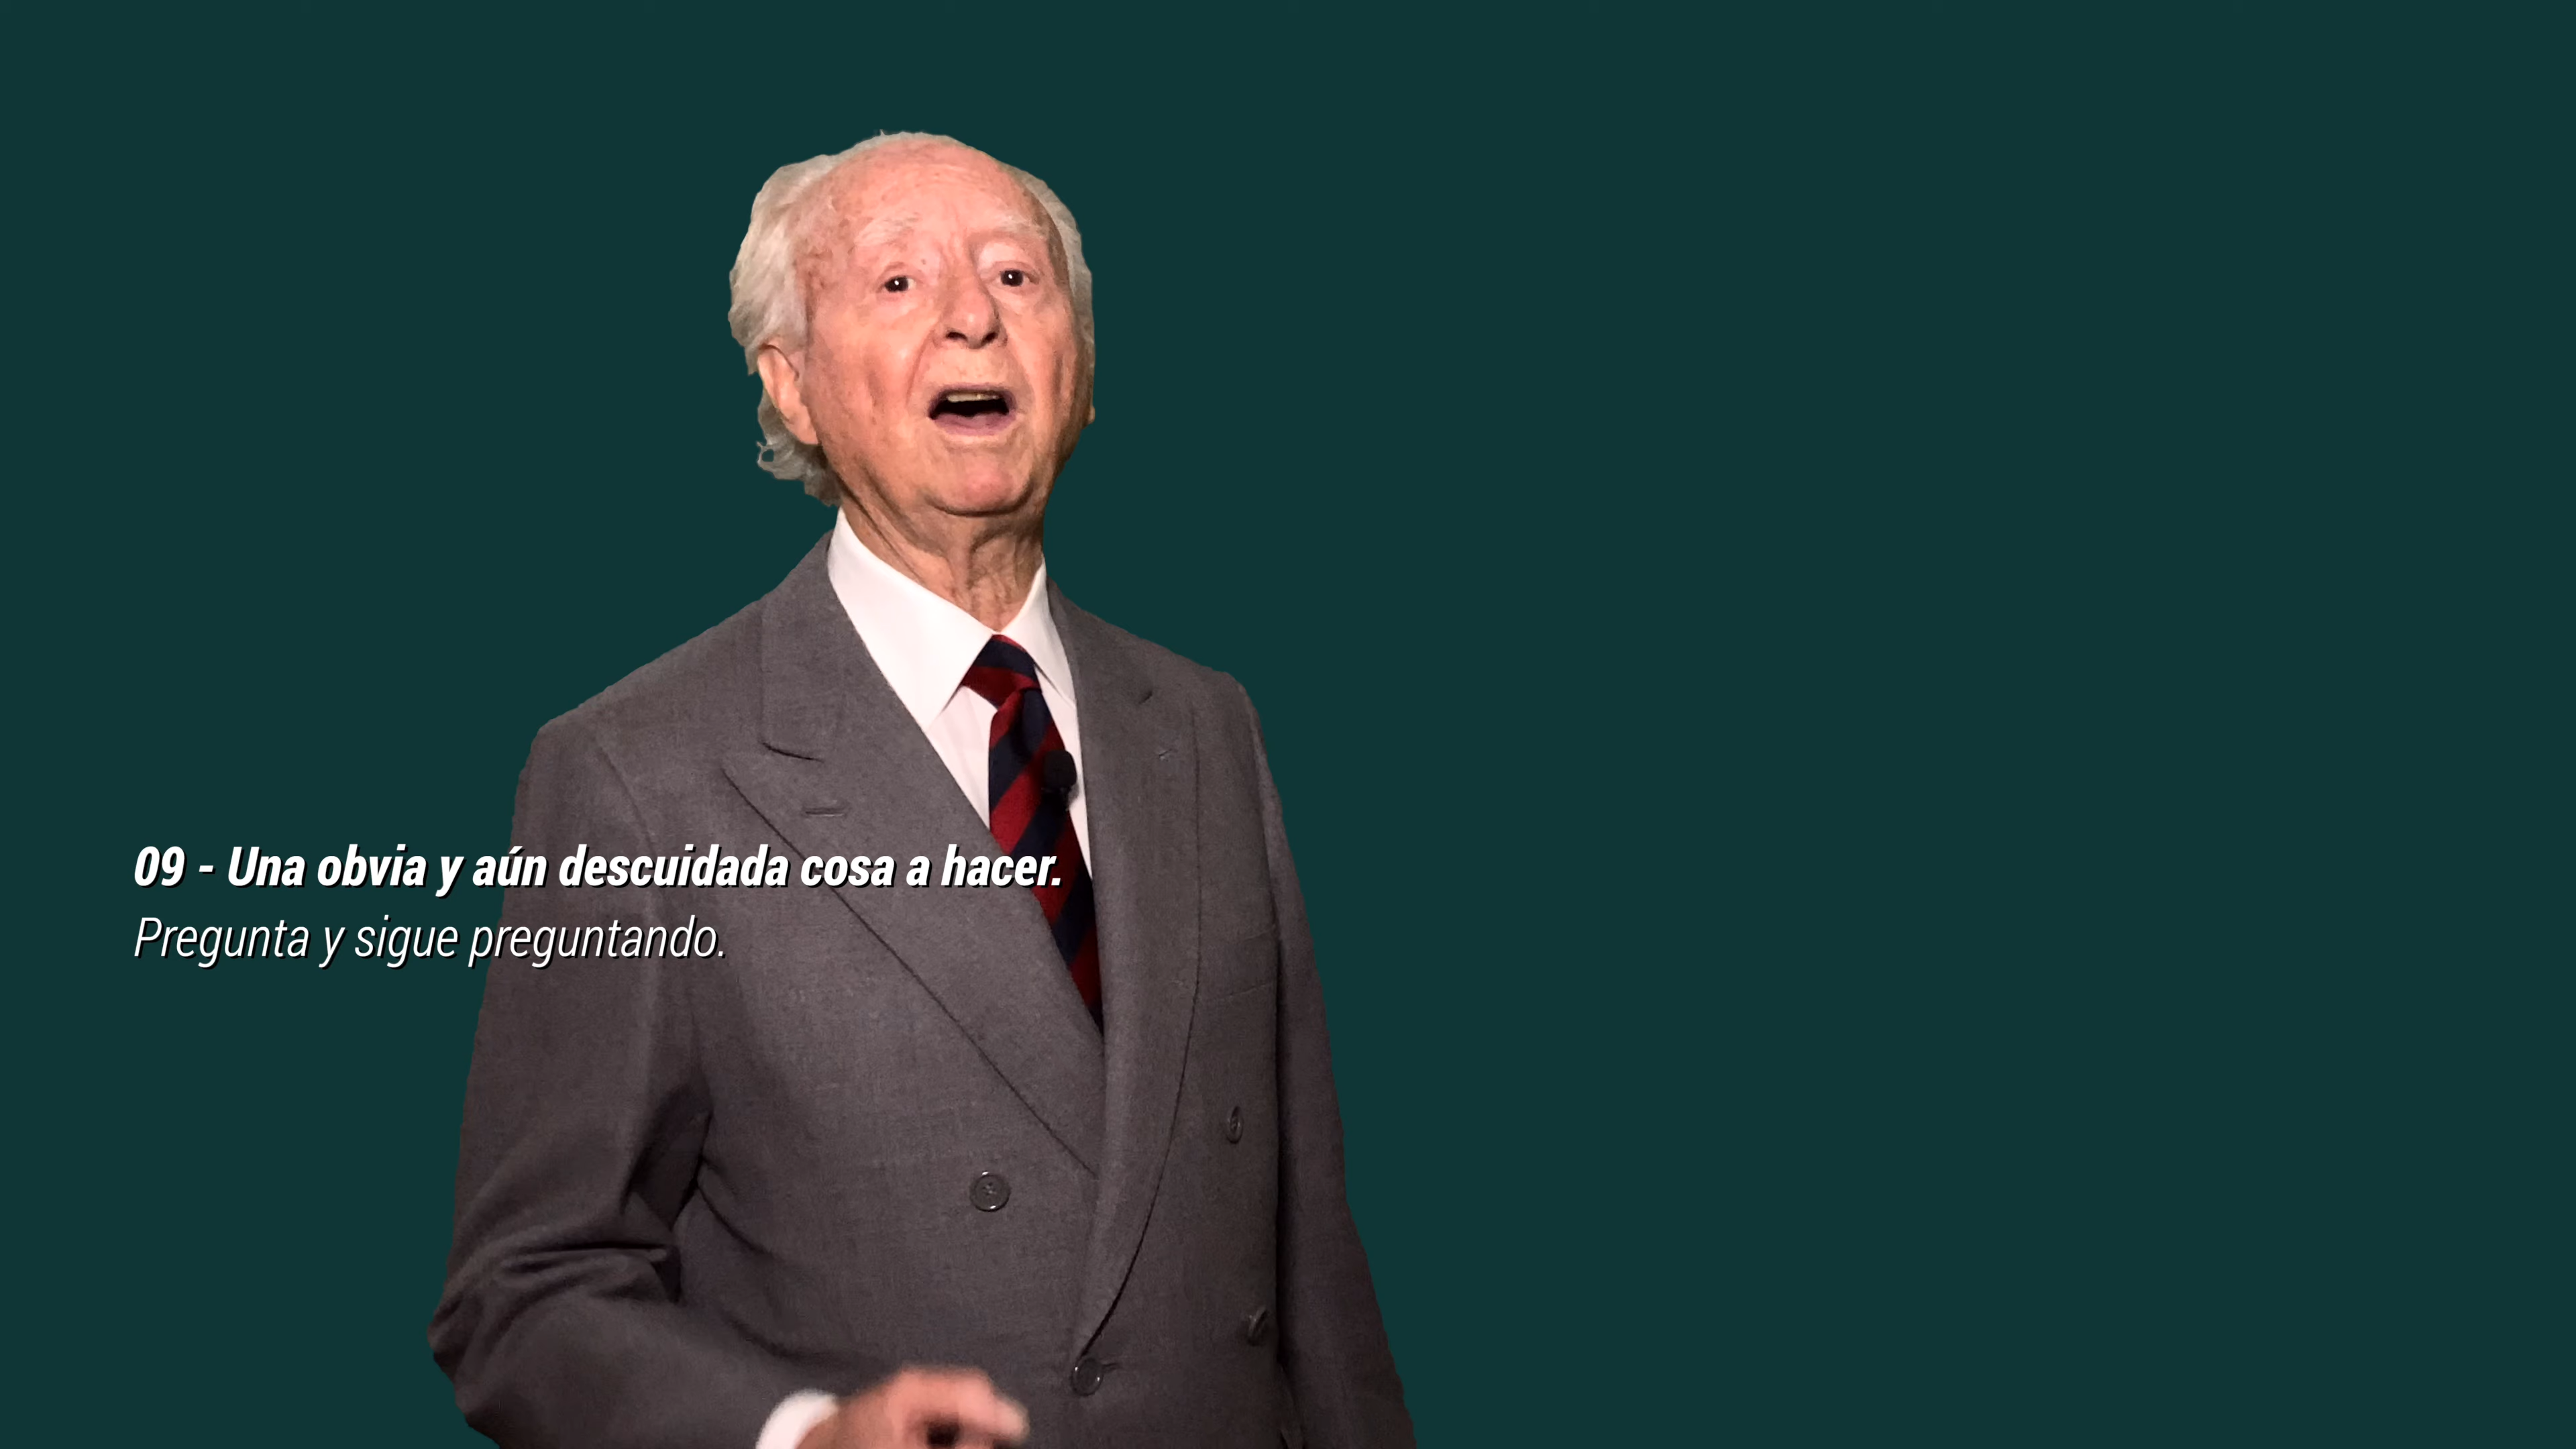 09 - Una obvia y aún descuidada cosa a hacer.
Pregunta y sigue preguntando.